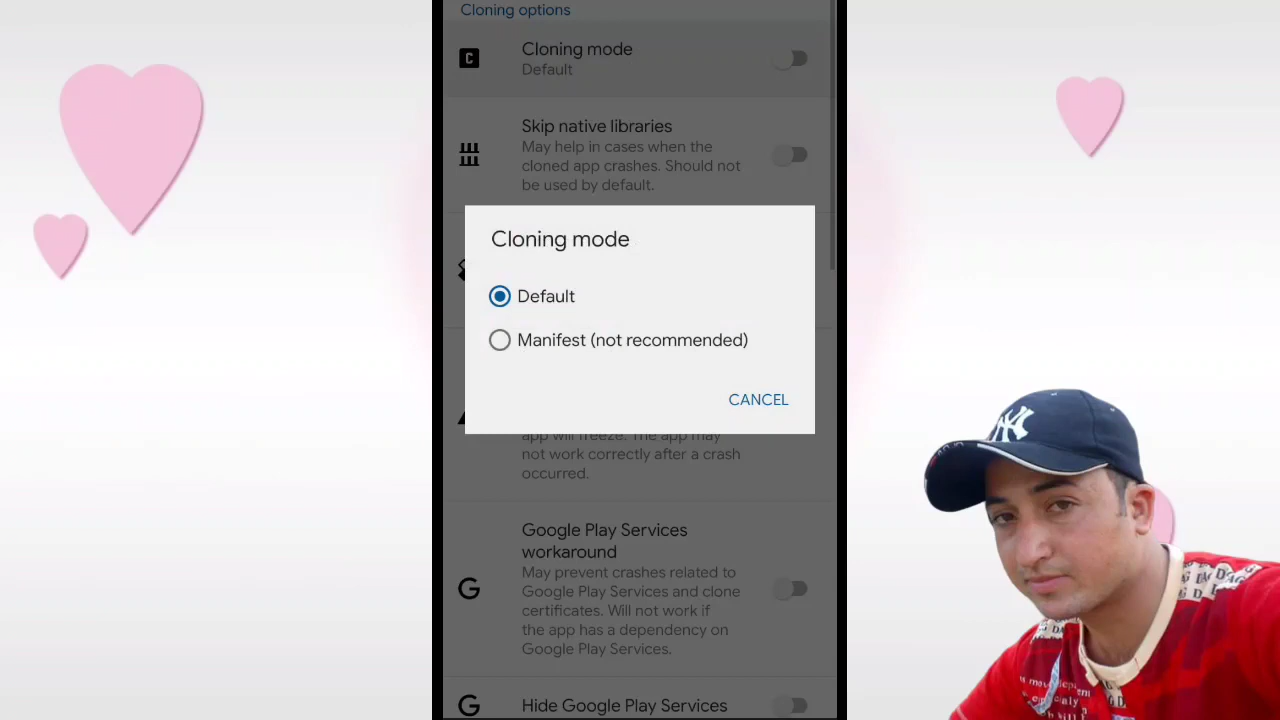 Cloning options
Cloning mode
Default
Skip native libraries
May help in cases when the
cloned app crashes. Should not
be used by default.
Cloning mode
Default
Manifest (not recommended)
CANCEL
app will freeze. The app may
not work correctly after a crash
occurred.
Google Play Services
workaround
May prevent crashes related to
Google Play Services and clone
certificates. Will not work if
the app has a dependency on
Google Play Services.
Hide Google Play Services
NY